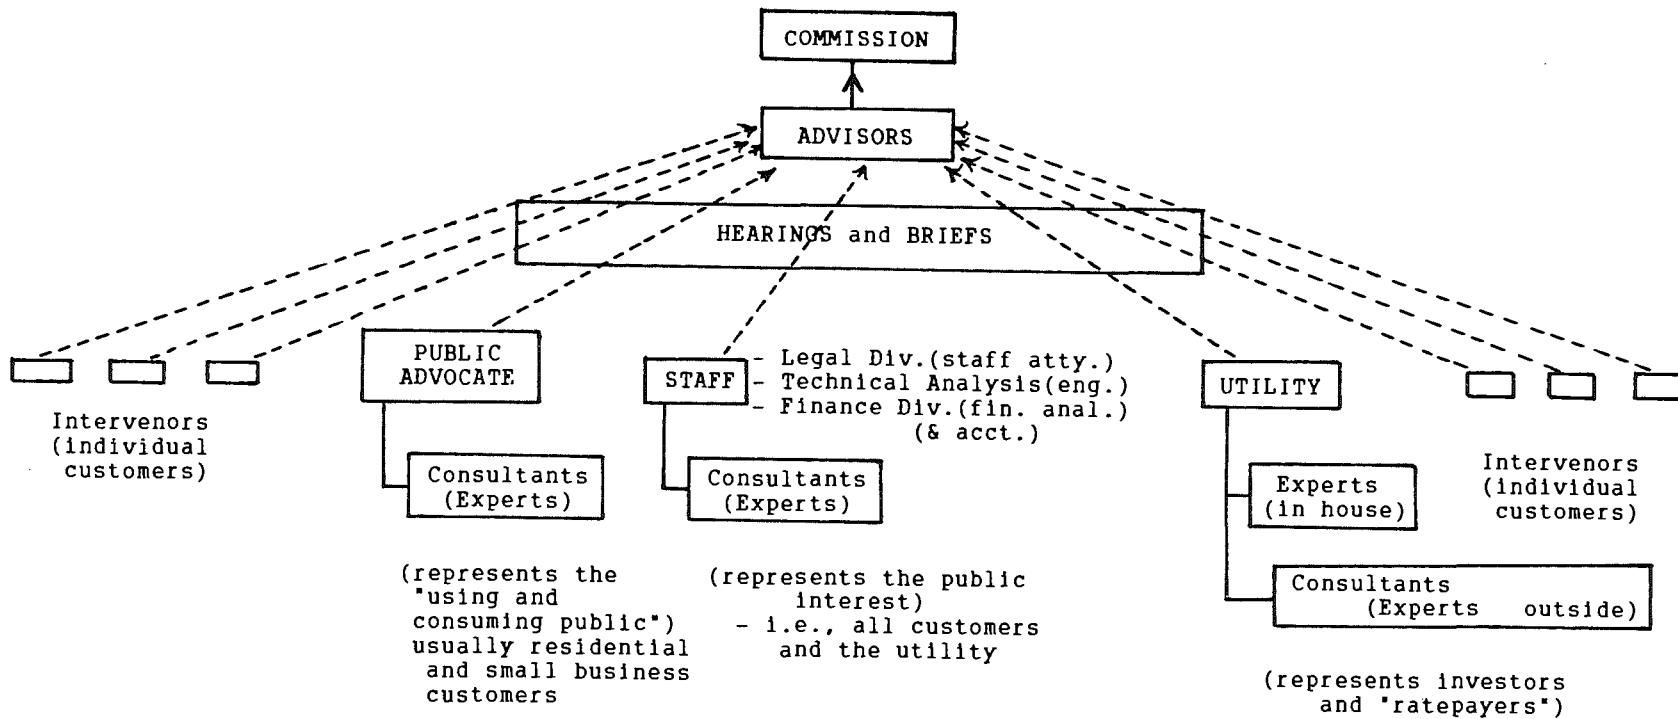 COMMISSION
ADVISORS
HEARINGS and BRIEFS
PUBLIC
ADVOCATE
STAFF
- Legal Div.(staff atty.)
- Technical Analysis(eng.)
- Finance Div.(fin. anal.)
(& acct.)
UTILITY
Intervenors
(individual
customers)
Consultants
(Experts)
Consultants
(Experts)
Experts
(in house)
Intervenors
(individual
customers)
Consultants
(Experts outside)
(represents the
"using and
consuming public")
usually residential
and small business
customers
(represents the public
interest)
- i.e., all customers
and the utility
(represents investors
and "ratepayers")